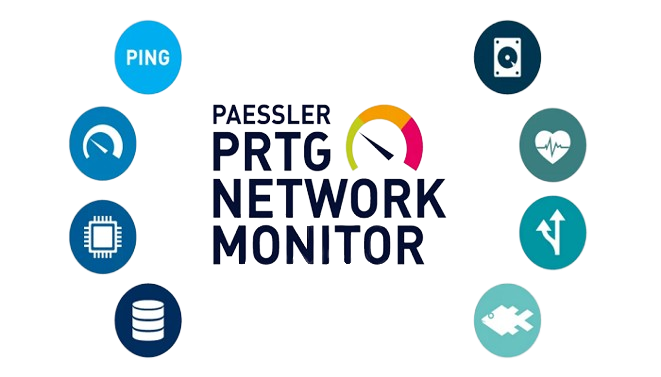 PING
PAESSLER
PRTG
NETWORK
MONITOR